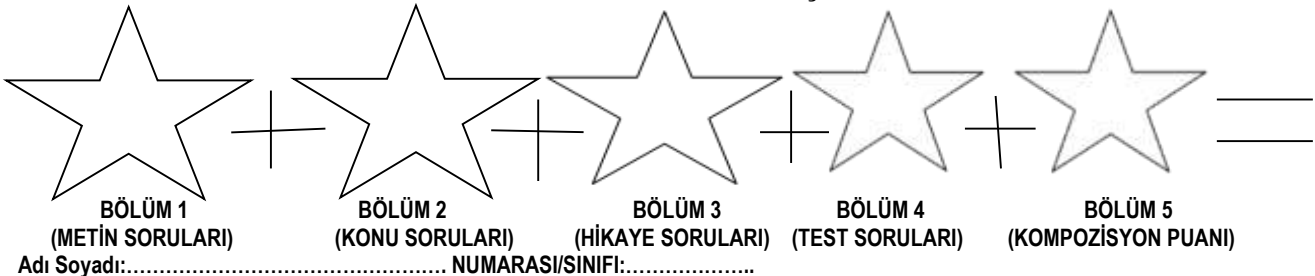 BÖLÜM 1 BÖLÜM 2 BÖLÜM 3 BÖLÜM 4 BÖLÜM 5
(METİN SORULARI) (KONU SORULARI) (HİKAYE SORULARI) (TEST SORULARI) (KOMPOZİSYON PUANI)
Adı Soyadı:…………………………………………. NUMARASI/SINIFI:………………..